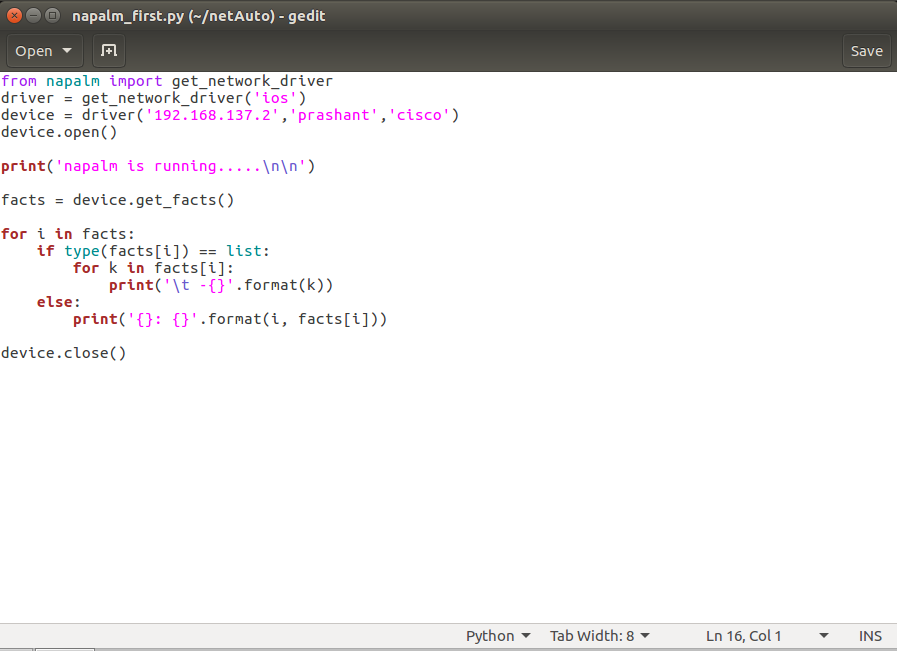 napalm_first.py (~/netAuto) - gedit
Open
Save
from napalm import get_network_driver
driver = get_network_driver('ios')
device = driver('192.168.137.2','prashant','cisco')
device.open()

print('napalm is running.....\n\n')

facts = device.get_facts()

for i in facts:
    if type(facts[i]) == list:
        for k in facts[i]:
            print('\t -{}'.format(k))
    else:
        print('{}: {}'.format(i, facts[i]))

device.close()
Python Tab Width: 8 Ln 16, Col 1 INS